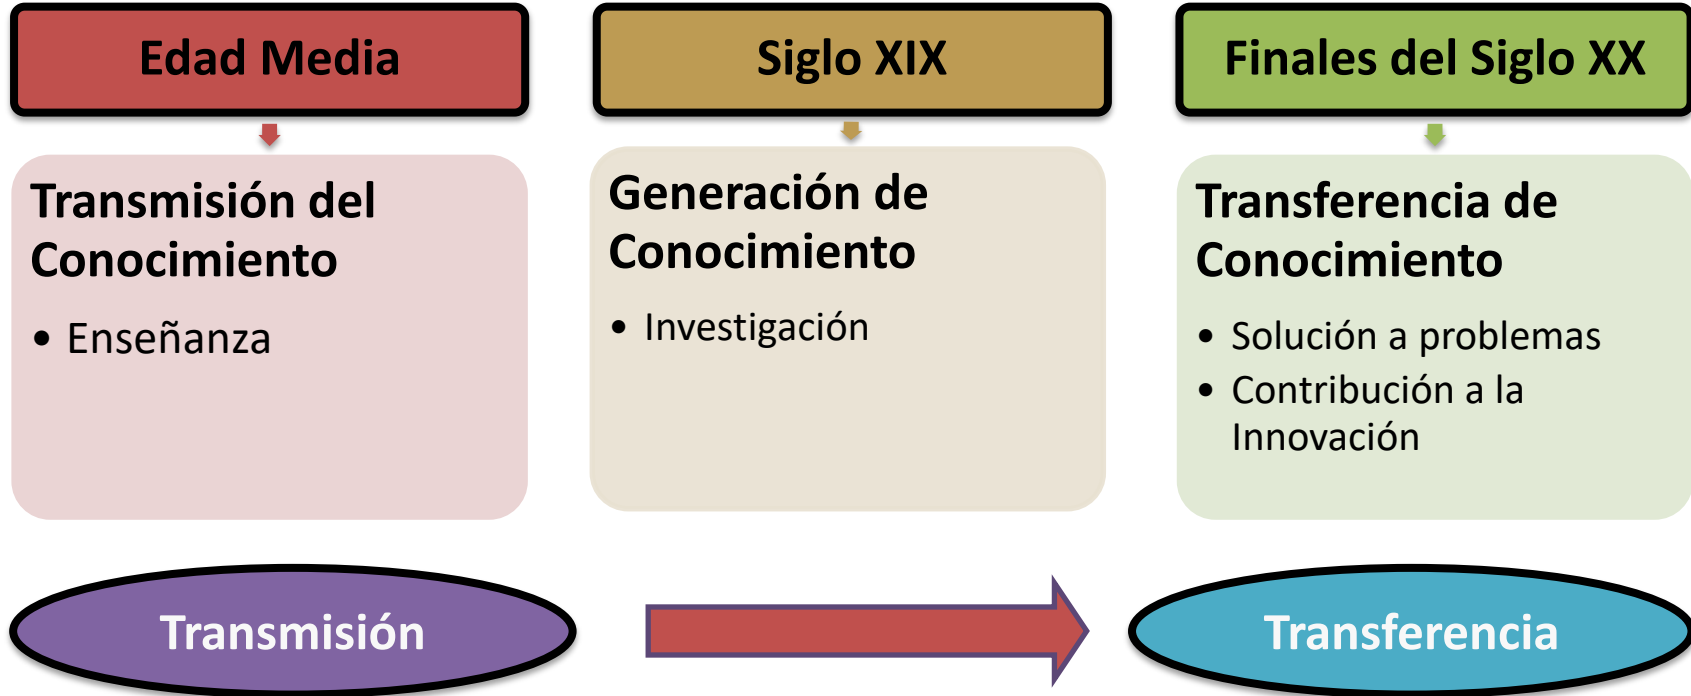 Edad Media
Siglo XIX
Finales del Siglo XX
Transmisión del
Conocimiento
• Enseñanza
Generación de
Conocimiento
• Investigación
Transferencia de
Conocimiento
• Solución a problemas
• Contribución a la
Innovación
Transmisión
Transferencia